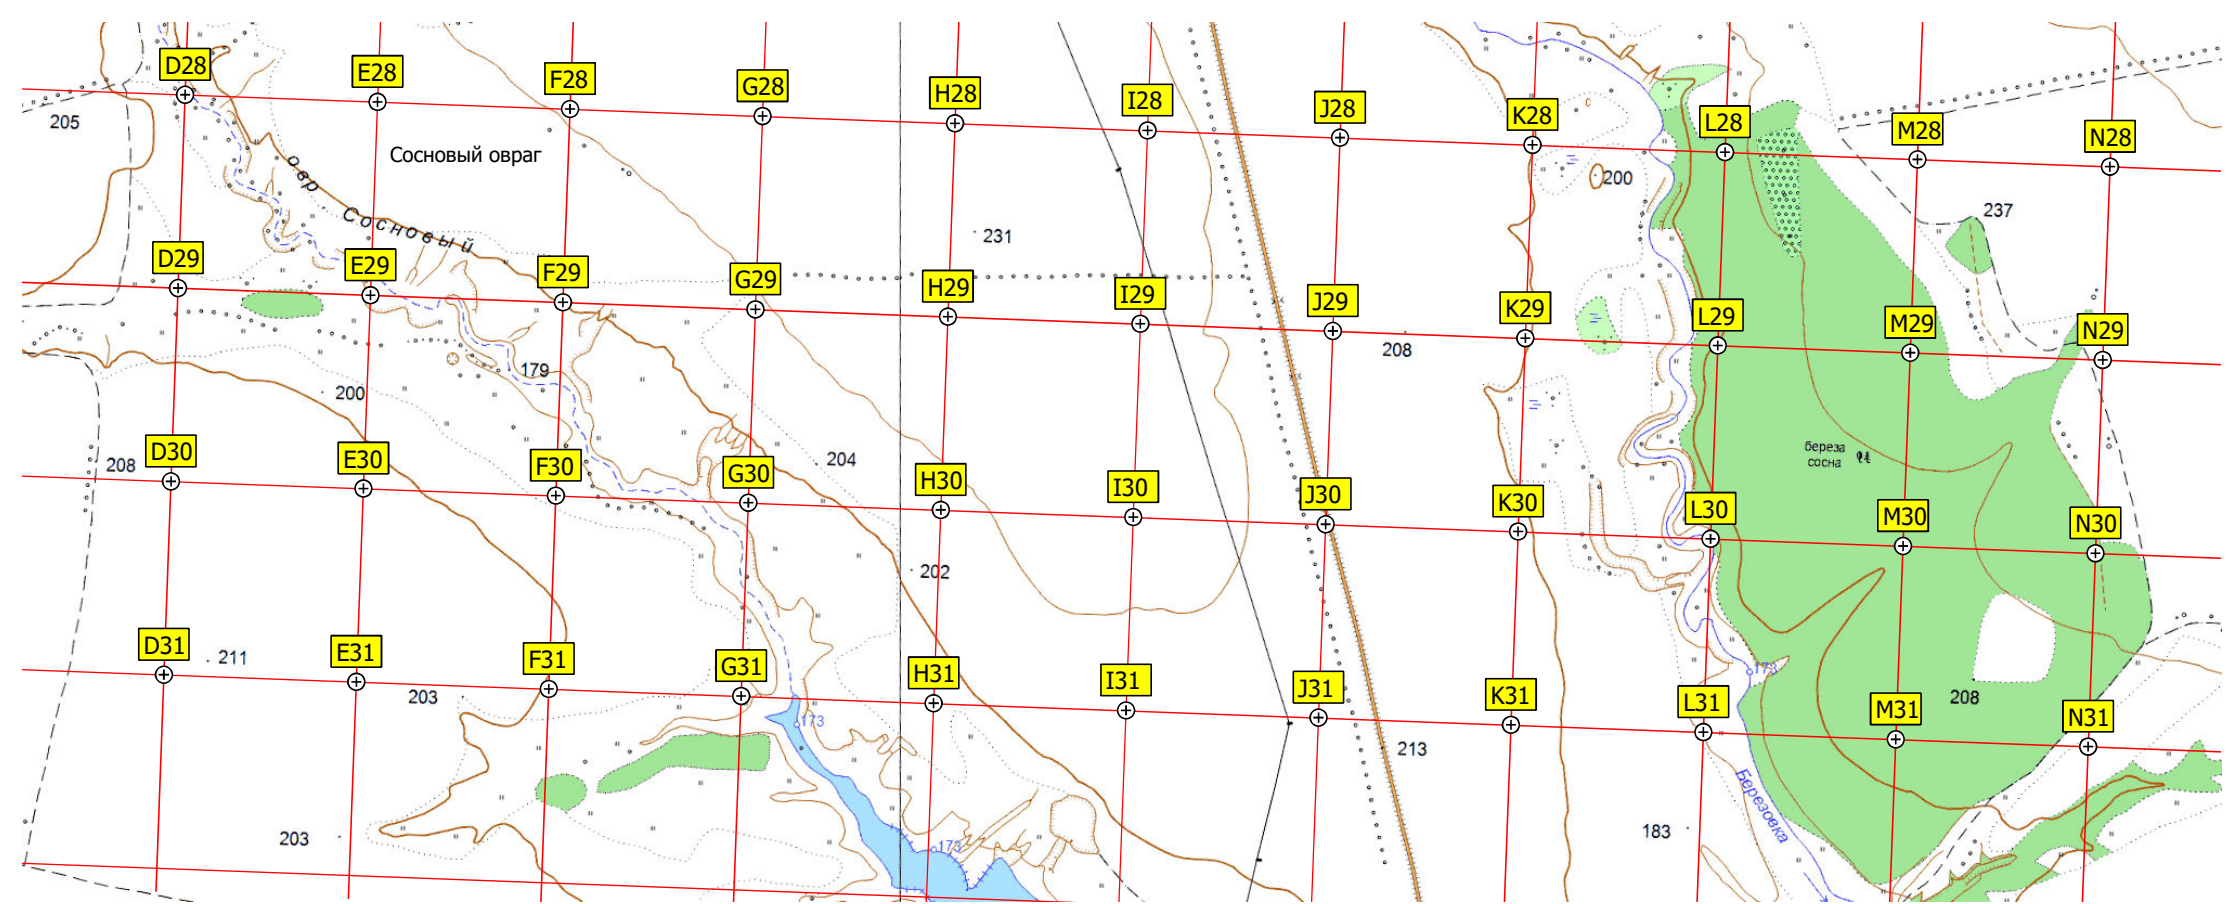 D28
E28
F28
G28
H28
I28
J28
K28
L28
M28
N28
205
Сосновый овраг
овр. Сосновый
200
237
231
D29
E29
F29
G29
H29
I29
J29
K29
L29
M29
N29
208
179
200
204
береза
сосна
208
D30
E30
F30
G30
H30
I30
J30
K30
L30
M30
N30
202
D31
E31
F31
G31
H31
I31
J31
K31
L31
M31
N31
211
203
173
208
173
213
Березовка
203
173
183